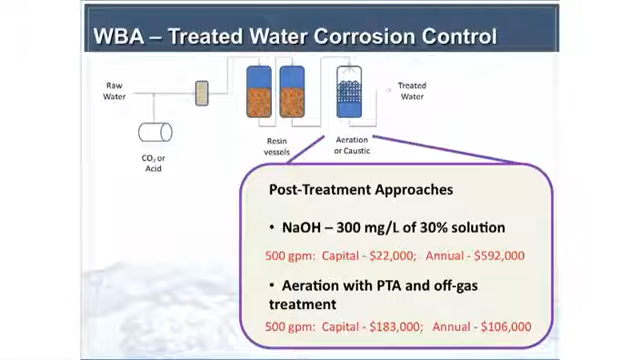 WBA – Treated Water Corrosion Control
Raw
Water
Treated
Water
CO₂ or
Acid
Resin
vessels
Aeration
or Caustic
Post-Treatment Approaches
• NaOH – 300 mg/L of 30% solution
500 gpm: Capital - $22,000; Annual - $592,000
• Aeration with PTA and off-gas
treatment
500 gpm: Capital - $183,000; Annual - $106,000